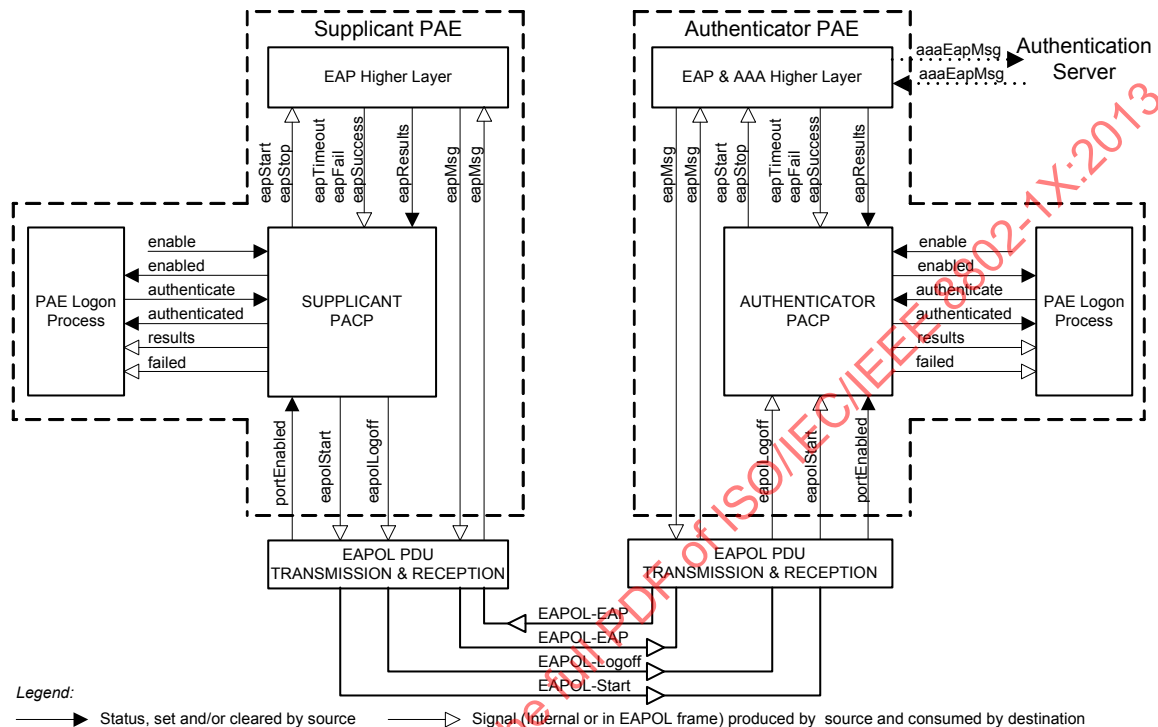 Supplicant PAE
Authenticator PAE
EAP Higher Layer
EAP & AAA Higher Layer
aaaEapMsg
aaaEapMsg
Authentication
Server
eapStart
eapStop
eapTimeout
eapFail
eapSuccess
eapResults
eapMsg
eapMsg
eapMsg
eapMsg
eapStart
eapStop
eapTimeout
eapFail
eapSuccess
eapResults
PAE Logon
Process
enable
enabled
authenticate
authenticated
results
failed
SUPPLICANT
PACP
AUTHENTICATOR
PACP
enable
enabled
authenticate
authenticated
results
failed
PAE Logon
Process
portEnabled
eapolStart
eapolLogoff
eapolLogoff
eapolStart
portEnabled
EAPOL PDU
TRANSMISSION & RECEPTION
EAPOL PDU
TRANSMISSION & RECEPTION
EAPOL-EAP
EAPOL-EAP
EAPOL-Logoff
EAPOL-Start
Legend:
Status, set and/or cleared by source
Signal (Internal or in EAPOL frame) produced by source and consumed by destination
he full PDF of ISO/IEC/IEEE 8802-1X:2013